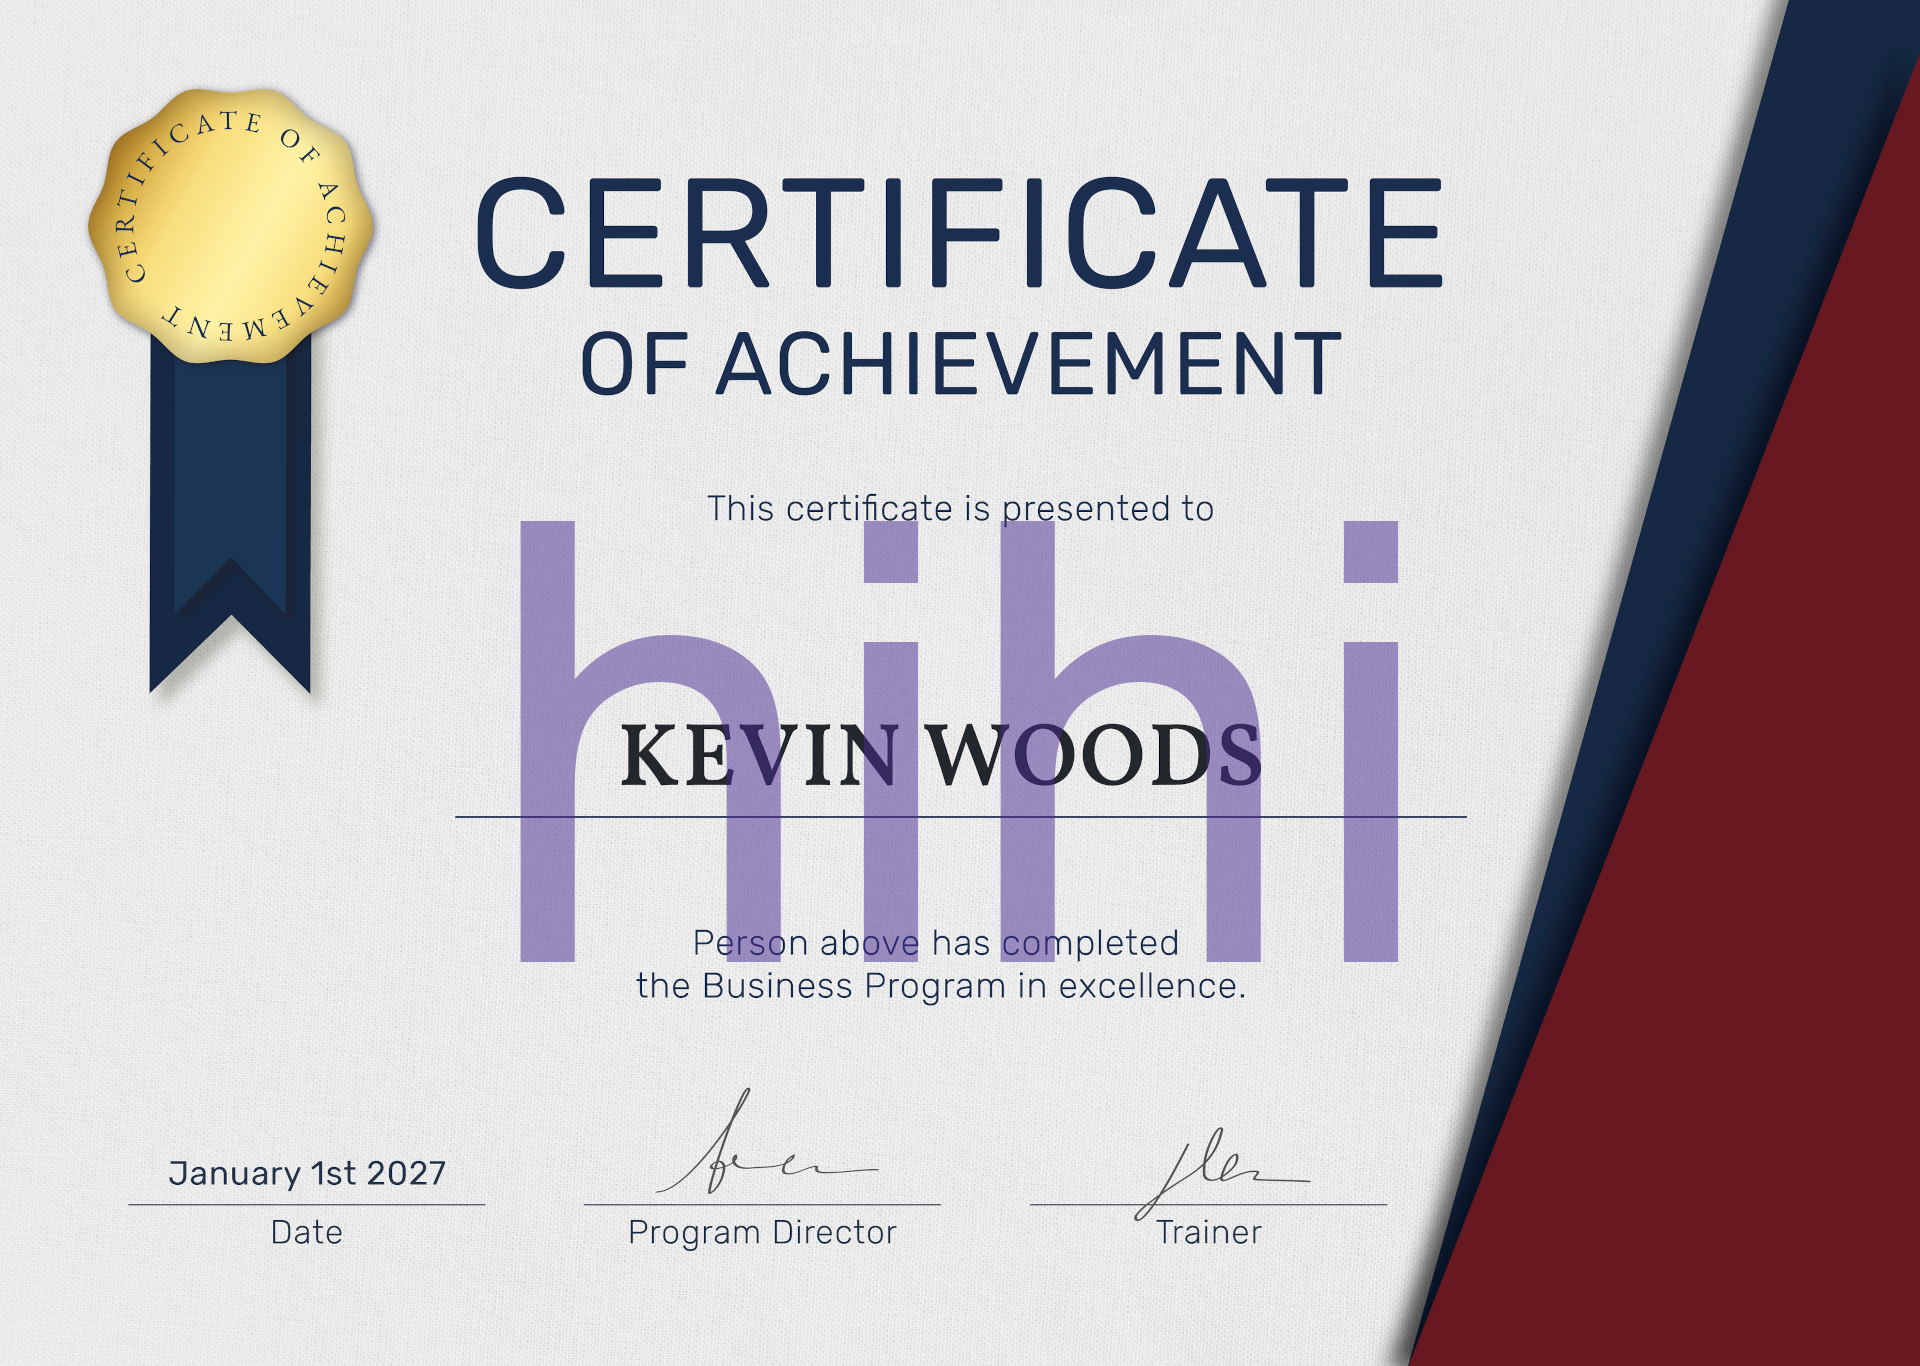 CERTIFICATE OF ACHIEVEMENT
CERTIFICATE
OF ACHIEVEMENT
This certificate is presented to
hihi
KEVIN WOODS
Person above has completed
the Business Program in excellence.
January 1st 2027
Date
Program Director
Trainer